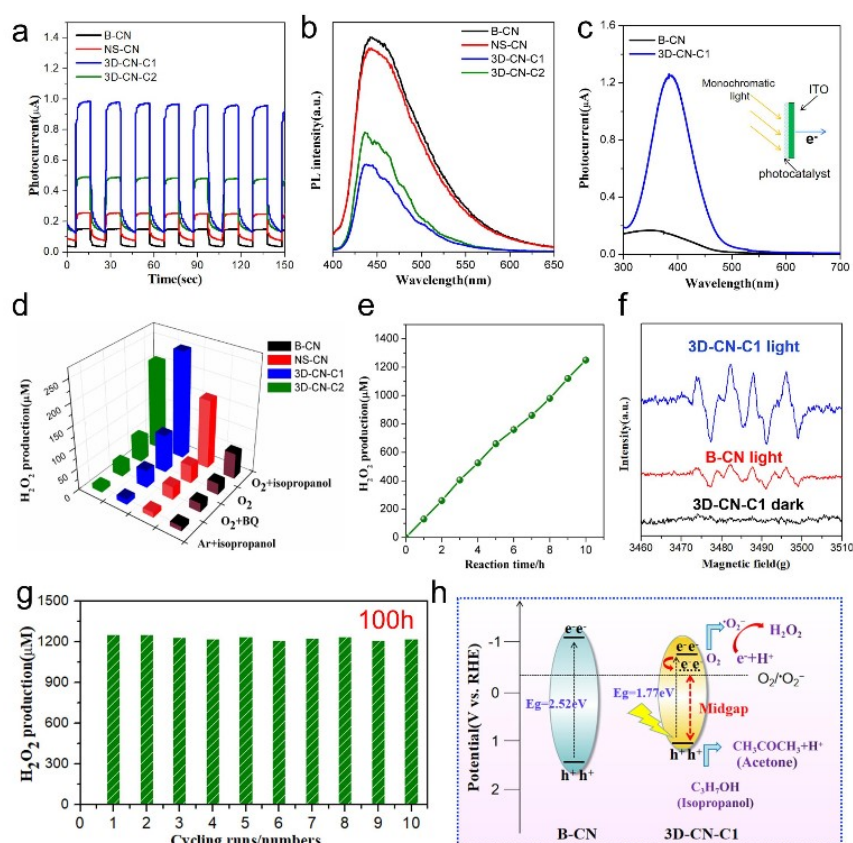 a
1.4
1.2
1.0
0.8
0.6
0.4
0.2
0.0
Photocurrent(μA)
B-CN
NS-CN
3D-CN-C1
3D-CN-C2
0 30 60 90 120 150
Time(sec)
b
PL intensity(a.u.)
B-CN
NS-CN
3D-CN-C1
3D-CN-C2
400 450 500 550 600 650
Wavelength(nm)
c
1.6
1.2
0.8
0.4
0.0
Photocurrent(μA)
B-CN
3D-CN-C1
Monochromatic
light
ITO
e-
photocatalyst
300 400 500 600 700
Wavelength(nm)
d
H2O2 production(μM)
250
200
150
100
50
0
B-CN
NS-CN
3D-CN-C1
3D-CN-C2
O2+isopropanol
O2
O2+BQ
Ar+isopropanol
e
H2O2 production(μM)
1400
1200
1000
800
600
400
200
0
0 2 4 6 8 10
Reaction time/h
f
Intensity(a.u.)
3D-CN-C1 light
B-CN light
3D-CN-C1 dark
3460 3470 3480 3490 3500 3510
Magnetic field(g)
g
H2O2 production(μM)
1500
1200
900
600
300
0
100h
0 1 2 3 4 5 6 7 8 9 10
Cycling runs/numbers
h
Potential(V vs. RHE)
-1
0
1
2
e- e-
Eg=2.52eV
h+ h+
B-CN
e- e-
e- e-
Eg=1.77eV
Midgap
h+ h+
3D-CN-C1
O2
·O2−
H2O2
e-+H+
O2/·O2−
CH3COCH3+H+
(Acetone)
C3H7OH
(Isopropanol)